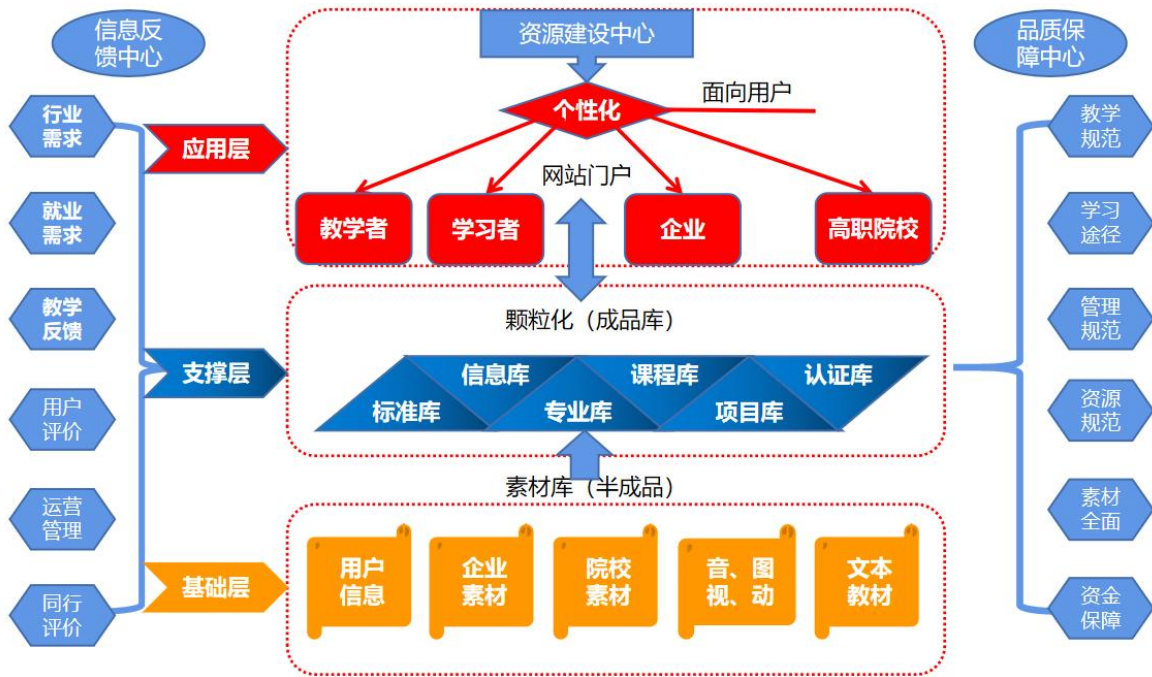 信息反
馈中心
资源建设中心
品质保
障中心
个性化
面向用户
行业
需求
应用层
教学
规范
网站门户
教学者
学习者
企业
高职院校
就业
需求
学习
途径
教学
反馈
颗粒化（成品库）
管理
规范
支撑层
信息库
课程库
认证库
标准库
专业库
项目库
用户
评价
资源
规范
素材库（半成品）
运营
管理
素材
全面
基础层
用户
信息
企业
素材
院校
素材
音、图
视、动
文本
教材
同行
评价
资金
保障